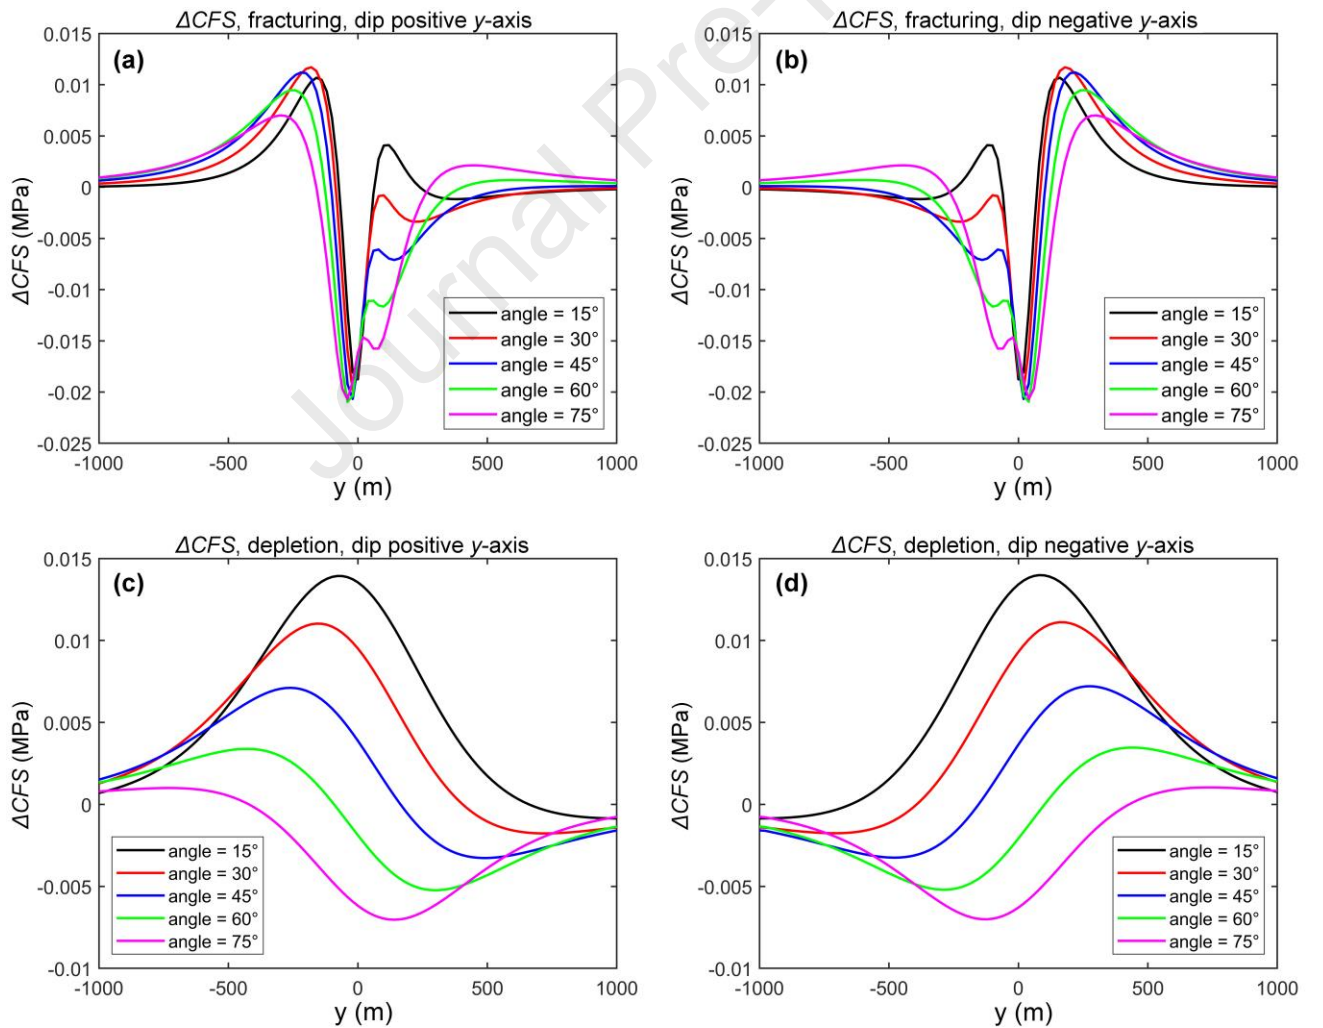 ΔCFS, fracturing, dip positive y-axis
(a)
0.015
0.01
0.005
0
-0.005
-0.01
-0.015
-0.02
-0.025
ΔCFS (MPa)
angle = 15°
angle = 30°
angle = 45°
angle = 60°
angle = 75°
-1000 -500 0 500 1000
y (m)
ΔCFS, fracturing, dip negative y-axis
(b)
0.015
0.01
0.005
0
-0.005
-0.01
-0.015
-0.02
-0.025
ΔCFS (MPa)
angle = 15°
angle = 30°
angle = 45°
angle = 60°
angle = 75°
-1000 -500 0 500 1000
y (m)
Journal Pre-
ΔCFS, depletion, dip positive y-axis
(c)
0.015
0.01
0.005
0
-0.005
-0.01
ΔCFS (MPa)
angle = 15°
angle = 30°
angle = 45°
angle = 60°
angle = 75°
-1000 -500 0 500 1000
y (m)
ΔCFS, depletion, dip negative y-axis
(d)
0.015
0.01
0.005
0
-0.005
-0.01
ΔCFS (MPa)
angle = 15°
angle = 30°
angle = 45°
angle = 60°
angle = 75°
-1000 -500 0 500 1000
y (m)